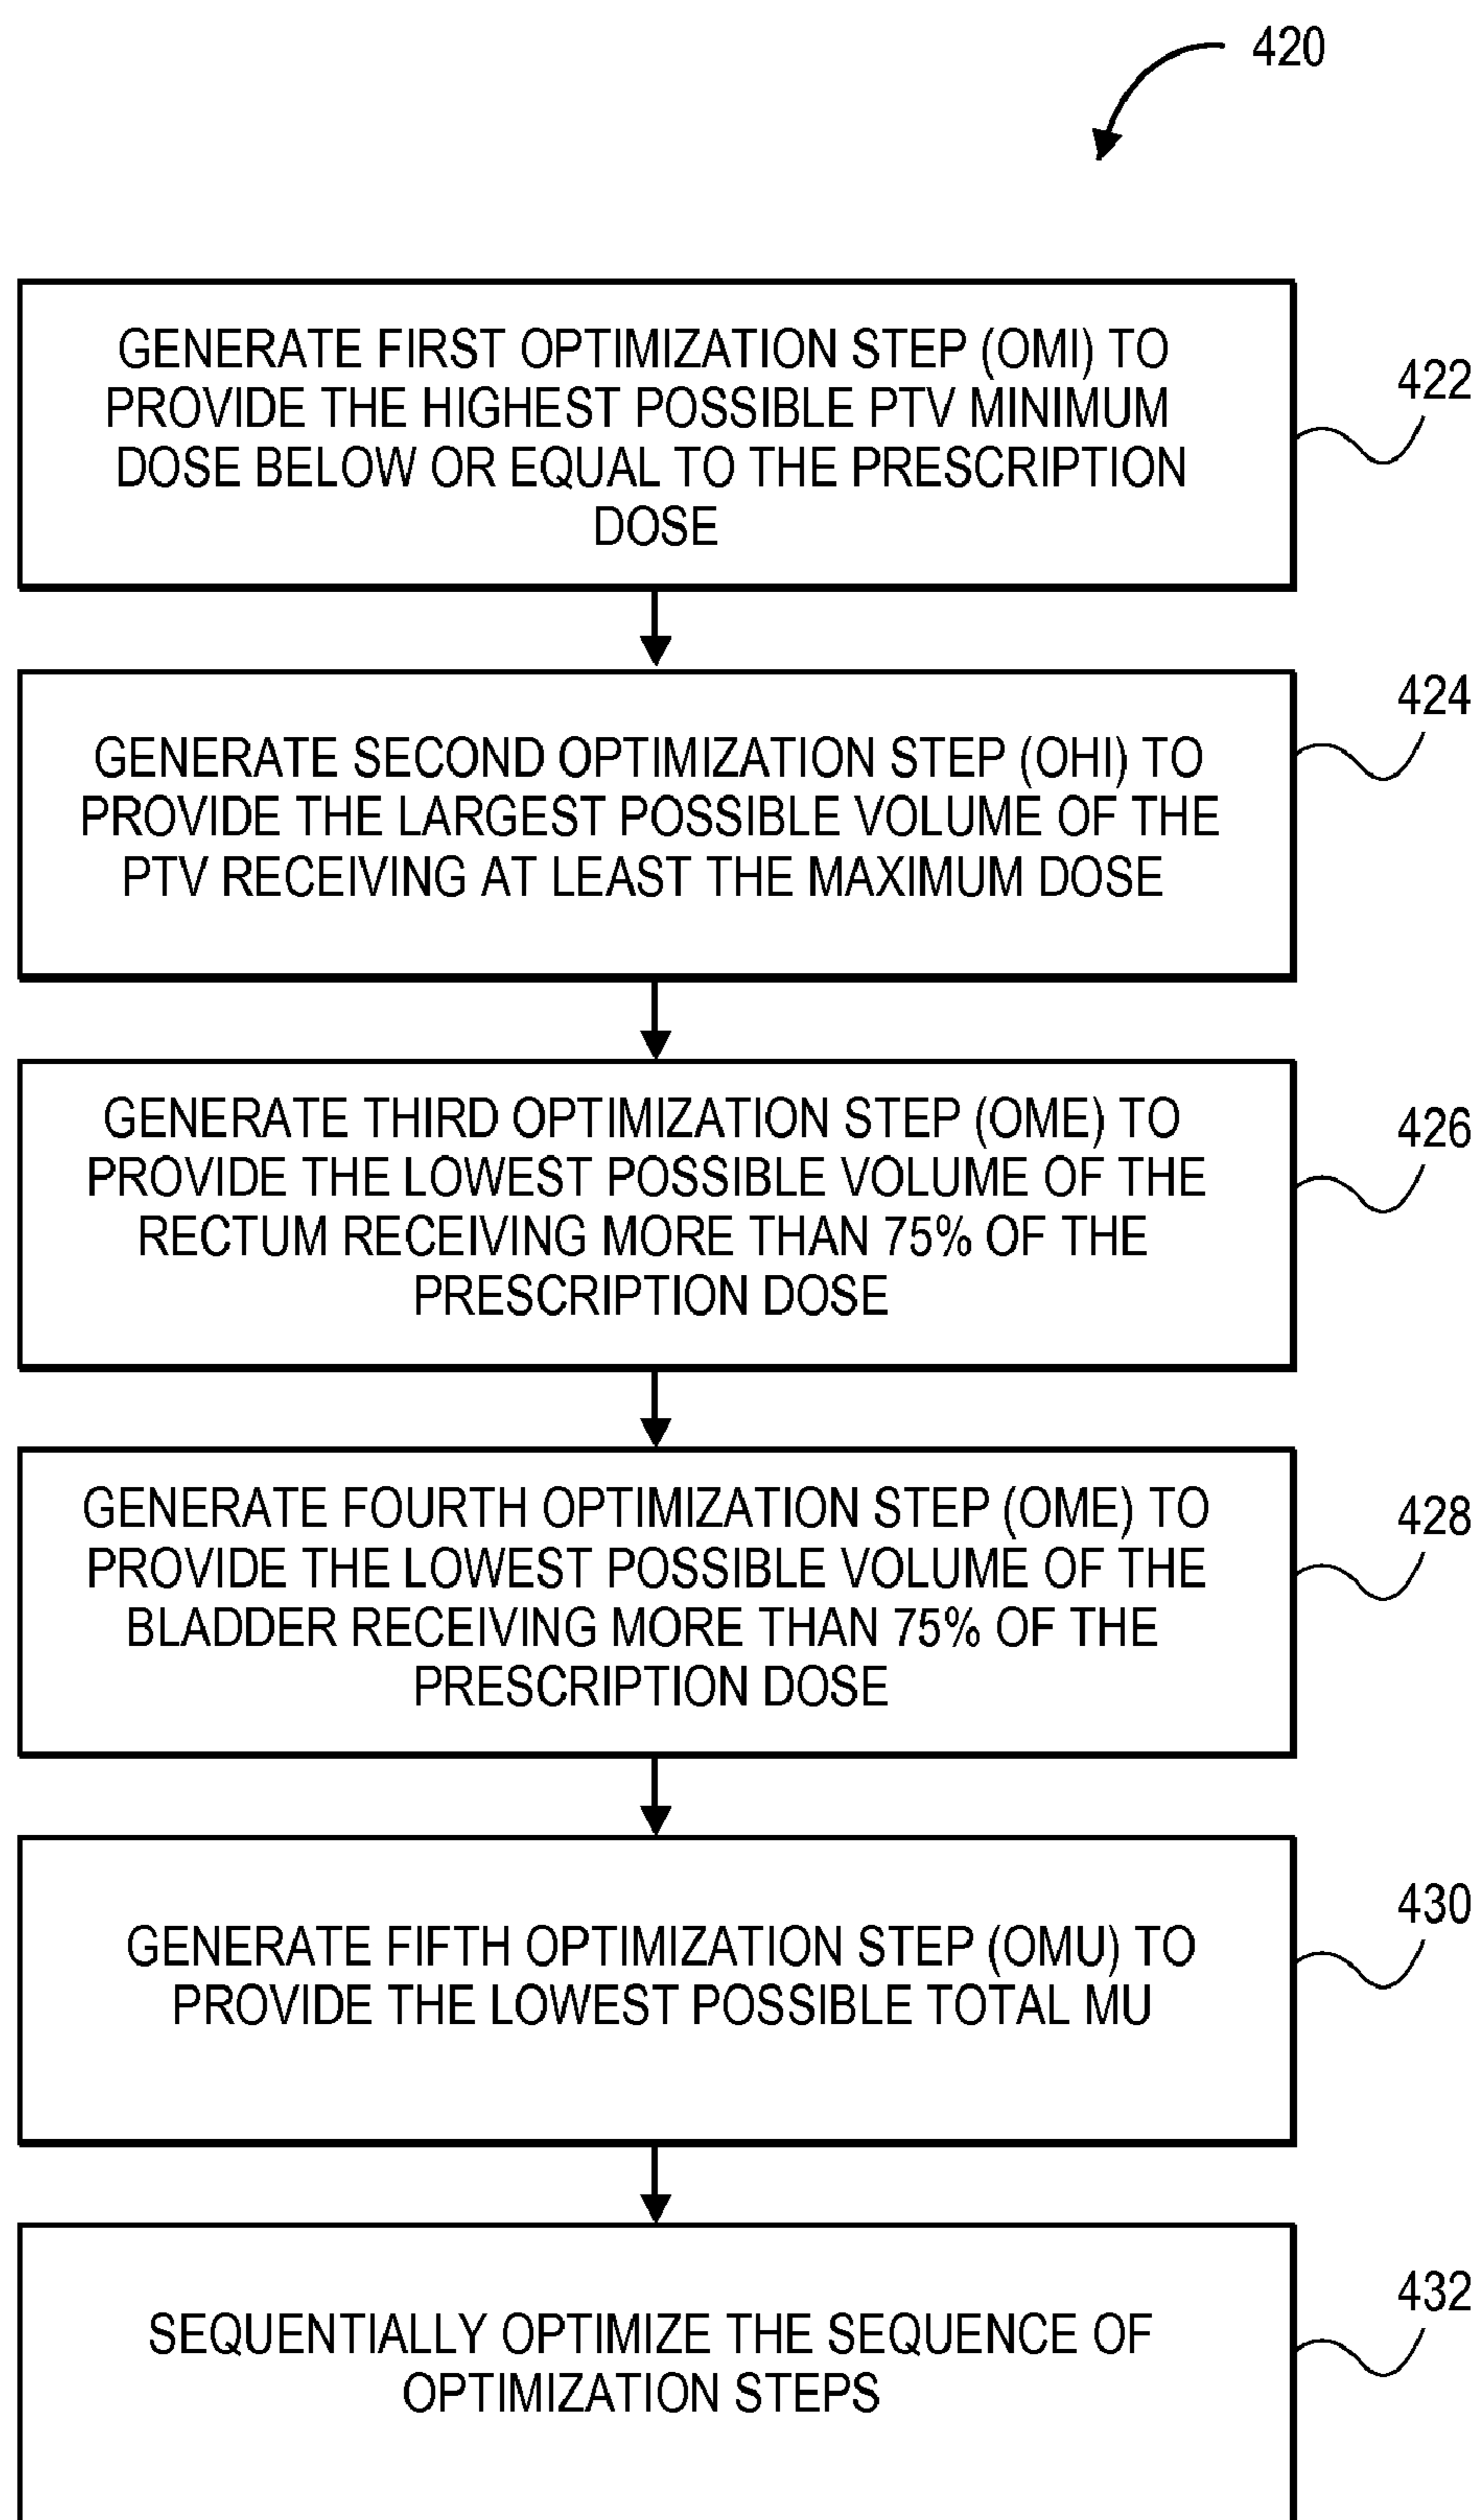 420
GENERATE FIRST OPTIMIZATION STEP (OMI) TO
PROVIDE THE HIGHEST POSSIBLE PTV MINIMUM
DOSE BELOW OR EQUAL TO THE PRESCRIPTION
DOSE
422
GENERATE SECOND OPTIMIZATION STEP (OHI) TO
PROVIDE THE LARGEST POSSIBLE VOLUME OF THE
PTV RECEIVING AT LEAST THE MAXIMUM DOSE
424
GENERATE THIRD OPTIMIZATION STEP (OME) TO
PROVIDE THE LOWEST POSSIBLE VOLUME OF THE
RECTUM RECEIVING MORE THAN 75% OF THE
PRESCRIPTION DOSE
426
GENERATE FOURTH OPTIMIZATION STEP (OME) TO
PROVIDE THE LOWEST POSSIBLE VOLUME OF THE
BLADDER RECEIVING MORE THAN 75% OF THE
PRESCRIPTION DOSE
428
GENERATE FIFTH OPTIMIZATION STEP (OMU) TO
PROVIDE THE LOWEST POSSIBLE TOTAL MU
430
SEQUENTIALLY OPTIMIZE THE SEQUENCE OF
OPTIMIZATION STEPS
432